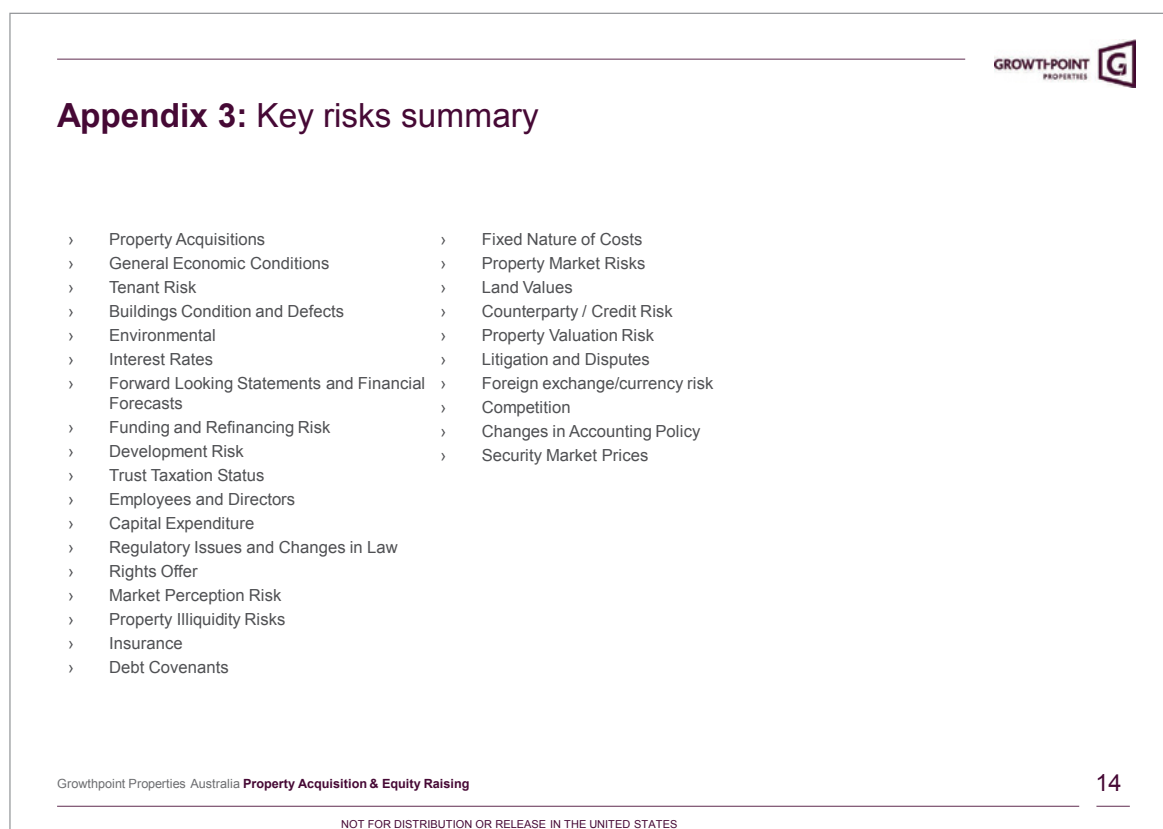 GROWTHPOINT
PROPERTIES
G
Appendix 3: Key risks summary
› Property Acquisitions
› General Economic Conditions
› Tenant Risk
› Buildings Condition and Defects
› Environmental
› Interest Rates
› Forward Looking Statements and Financial
Forecasts
› Funding and Refinancing Risk
› Development Risk
› Trust Taxation Status
› Employees and Directors
› Capital Expenditure
› Regulatory Issues and Changes in Law
› Rights Offer
› Market Perception Risk
› Property Illiquidity Risks
› Insurance
› Debt Covenants
› Fixed Nature of Costs
› Property Market Risks
› Land Values
› Counterparty / Credit Risk
› Property Valuation Risk
› Litigation and Disputes
› Foreign exchange/currency risk
› Competition
› Changes in Accounting Policy
› Security Market Prices
Growthpoint Properties Australia Property Acquisition & Equity Raising
14
NOT FOR DISTRIBUTION OR RELEASE IN THE UNITED STATES